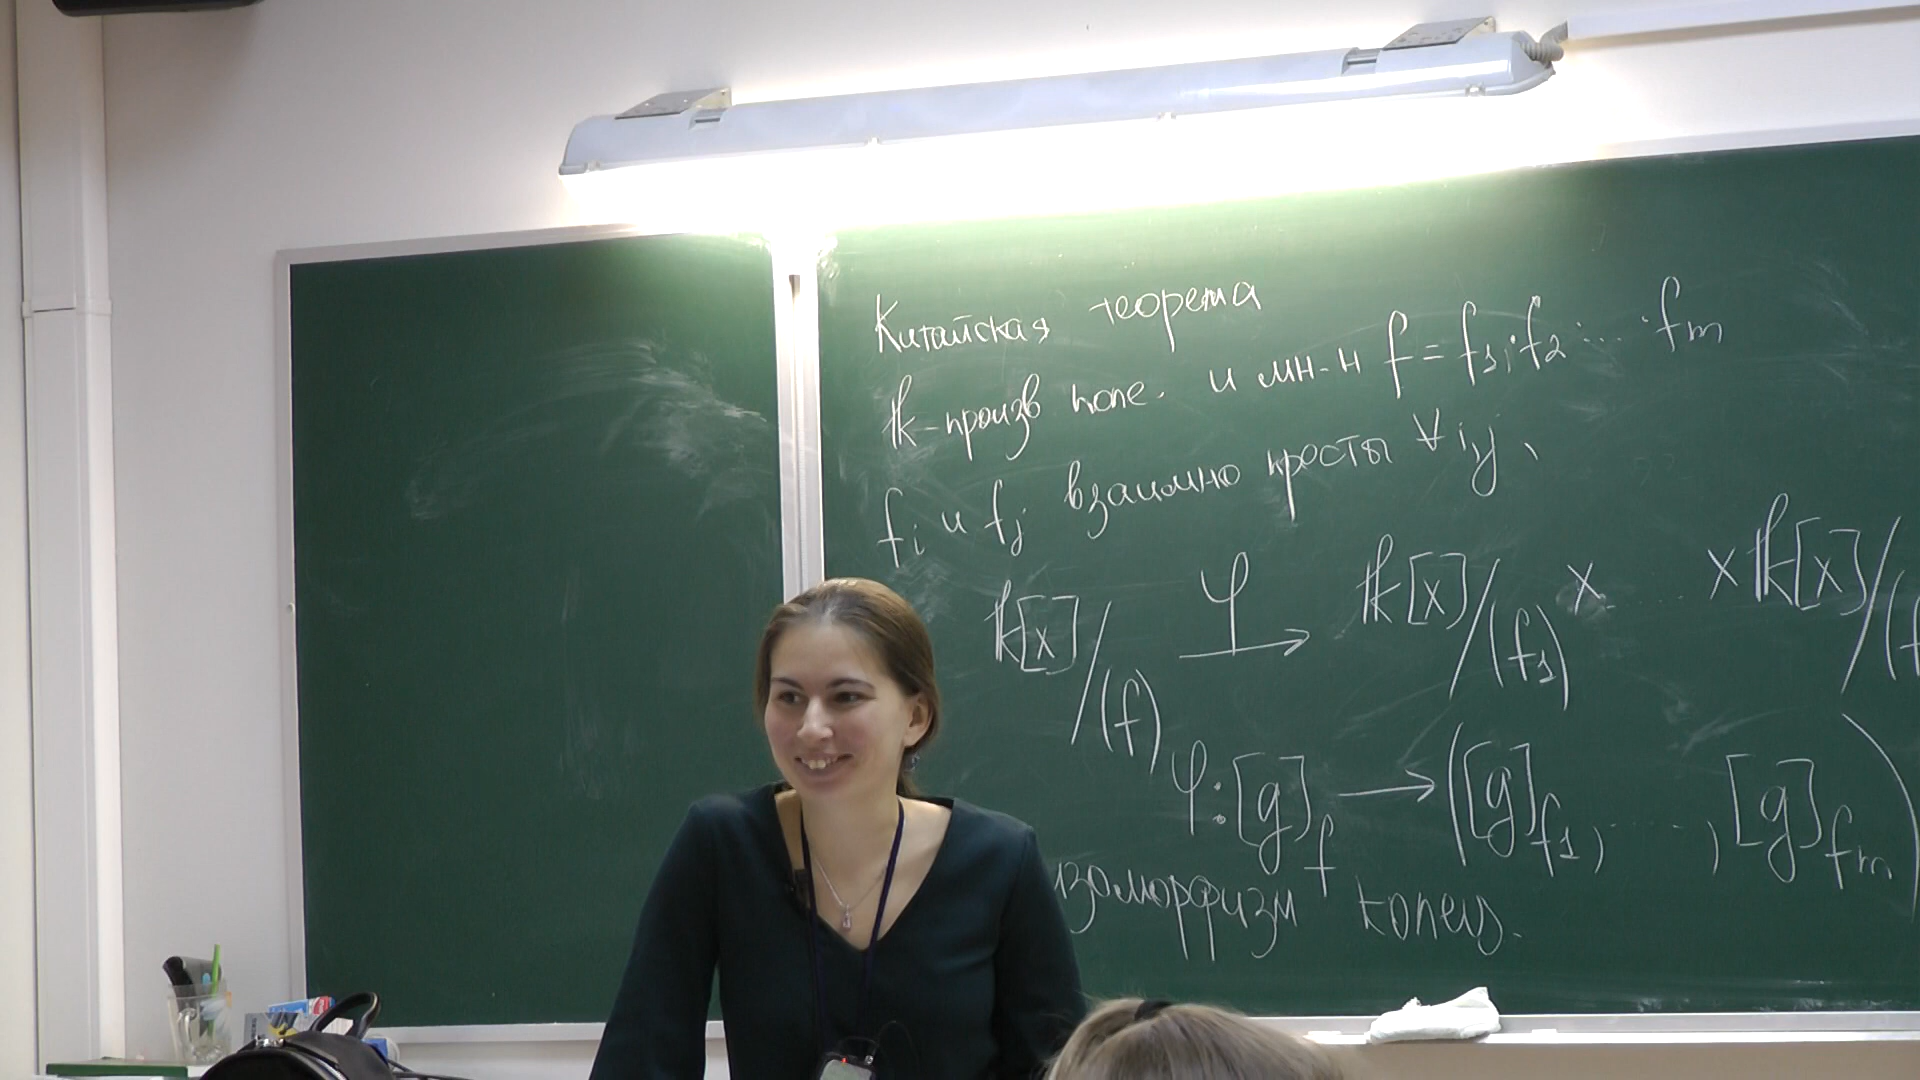 Китайская теорема
𝕜-произв поле. и мн-н f = f₁·f₂·...·fₘ
fᵢ и fⱼ взаимно просты ∀ i,j,
𝕜[x]/(f) φ→ 𝕜[x]/(f₁) × ... × 𝕜[x]/(f
φ: [g]_f → ([g]_f₁, ..., [g]_fₘ)
изоморфизм колец.